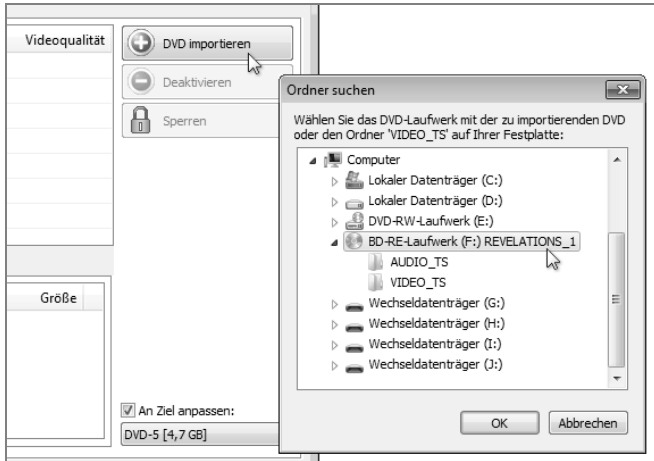 Videoqualität
DVD importieren
Deaktivieren
Sperren
Größe
An Ziel anpassen:
DVD-5 [4,7 GB]
Ordner suchen
Wählen Sie das DVD-Laufwerk mit der zu importierenden DVD
oder den Ordner 'VIDEO_TS' auf Ihrer Festplatte:
Computer
Lokaler Datenträger (C:)
Lokaler Datenträger (D:)
DVD-RW-Laufwerk (E:)
BD-RE-Laufwerk (F:) REVELATIONS_1
AUDIO_TS
VIDEO_TS
Wechseldatenträger (G:)
Wechseldatenträger (H:)
Wechseldatenträger (I:)
Wechseldatenträger (J:)
OK
Abbrechen